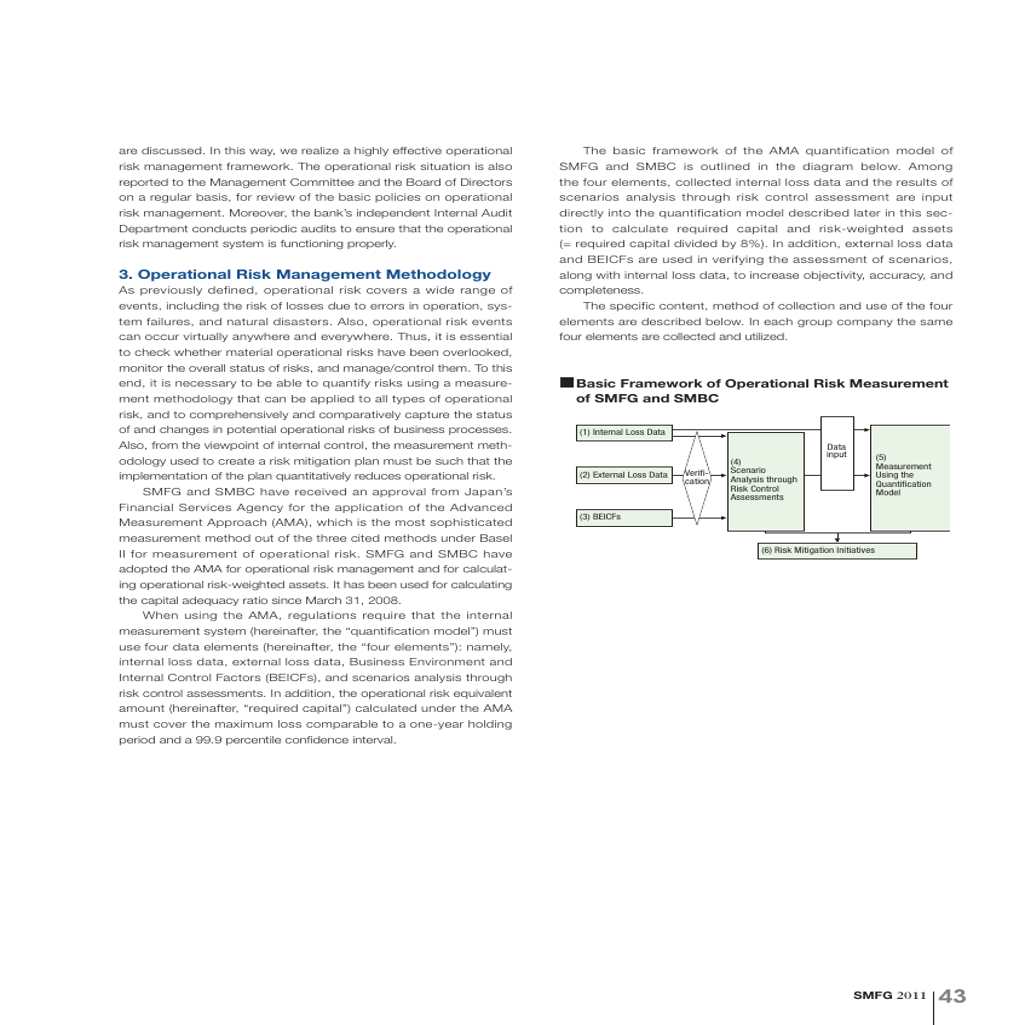 are discussed. In this way, we realize a highly effective operational
risk management framework. The operational risk situation is also
reported to the Management Committee and the Board of Directors
on a regular basis, for review of the basic policies on operational
risk management. Moreover, the bank’s independent Internal Audit
Department conducts periodic audits to ensure that the operational
risk management system is functioning properly.
3. Operational Risk Management Methodology
As previously defined, operational risk covers a wide range of
events, including the risk of losses due to errors in operation, sys-
tem failures, and natural disasters. Also, operational risk events
can occur virtually anywhere and everywhere. Thus, it is essential
to check whether material operational risks have been overlooked,
monitor the overall status of risks, and manage/control them. To this
end, it is necessary to be able to quantify risks using a measure-
ment methodology that can be applied to all types of operational
risk, and to comprehensively and comparatively capture the status
of and changes in potential operational risks of business processes.
Also, from the viewpoint of internal control, the measurement meth-
odology used to create a risk mitigation plan must be such that the
implementation of the plan quantitatively reduces operational risk.
SMFG and SMBC have received an approval from Japan’s
Financial Services Agency for the application of the Advanced
Measurement Approach (AMA), which is the most sophisticated
measurement method out of the three cited methods under Basel
II for measurement of operational risk. SMFG and SMBC have
adopted the AMA for operational risk management and for calculat-
ing operational risk-weighted assets. It has been used for calculating
the capital adequacy ratio since March 31, 2008.
When using the AMA, regulations require that the internal
measurement system (hereinafter, the “quantification model”) must
use four data elements (hereinafter, the “four elements”): namely,
internal loss data, external loss data, Business Environment and
Internal Control Factors (BEICFs), and scenarios analysis through
risk control assessments. In addition, the operational risk equivalent
amount (hereinafter, “required capital”) calculated under the AMA
must cover the maximum loss comparable to a one-year holding
period and a 99.9 percentile confidence interval.
The basic framework of the AMA quantification model of
SMFG and SMBC is outlined in the diagram below. Among
the four elements, collected internal loss data and the results of
scenarios analysis through risk control assessment are input
directly into the quantification model described later in this sec-
tion to calculate required capital and risk-weighted assets
(= required capital divided by 8%). In addition, external loss data
and BEICFs are used in verifying the assessment of scenarios,
along with internal loss data, to increase objectivity, accuracy, and
completeness.
The specific content, method of collection and use of the four
elements are described below. In each group company the same
four elements are collected and utilized.
Basic Framework of Operational Risk Measurement
of SMFG and SMBC
(1) Internal Loss Data
(2) External Loss Data
(3) BEICFs
Verifi-
cation
(4)
Scenario
Analysis through
Risk Control
Assessments
Data
input
(5)
Measurement
Using the
Quantification
Model
(6) Risk Mitigation Initiatives
SMFG 2011 43